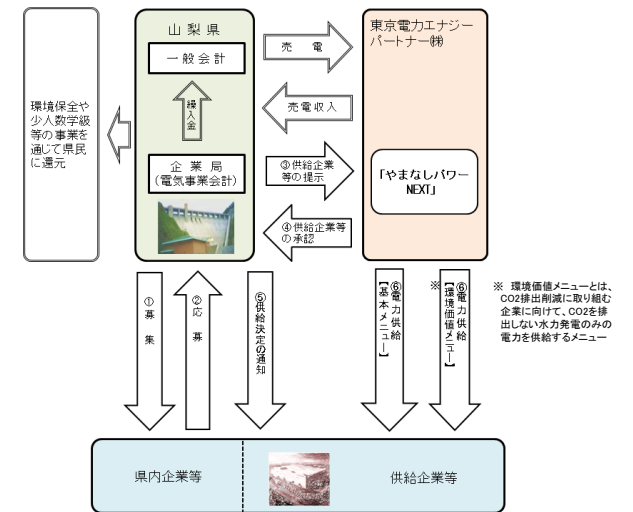 山梨県
一般会計
繰入金
企業局
(電気事業会計)
環境保全や
少人数学級
等の事業を
通じて県民
に還元
売電
売電収入
③供給企業
等の提示
④供給企業等
の承認
東京電力エナジー
パートナー㈱
「やまなしパワー
NEXT」
①募集
②応募
⑤供給決定の通知
⑥電力供給
【基本メニュー】
⑥電力供給
【環境価値メニュー】
※
※ 環境価値メニューとは、
CO2排出削減に取り組む
企業に向けて、CO2を排
出しない水力発電のみの
電力を供給するメニュー
県内企業等
供給企業等